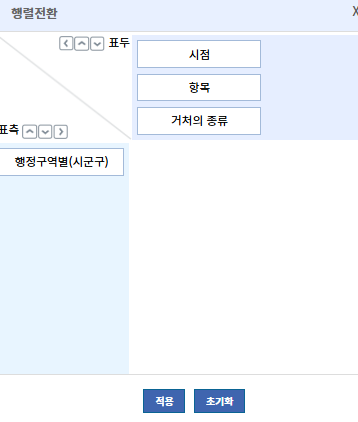 행렬전환 X
표두
시점
항목
거처의 종류
표측
행정구역별(시군구)
적용 초기화